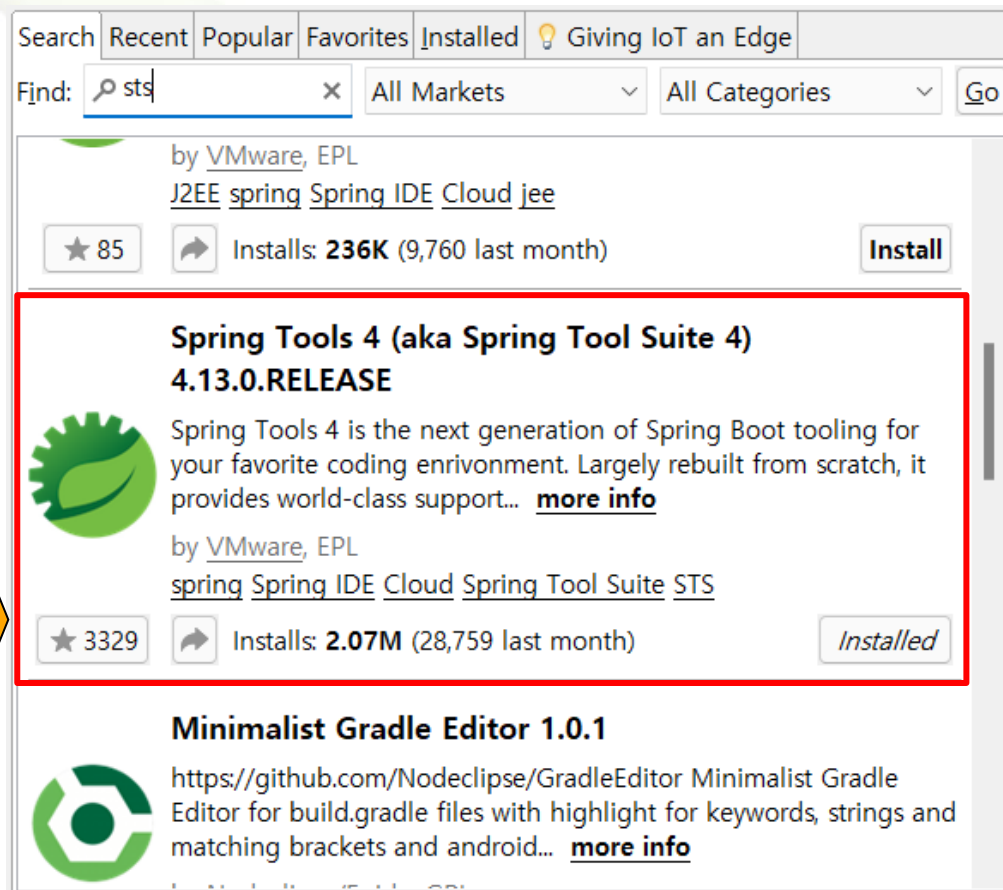 Search Recent Popular Favorites Installed Giving IoT an Edge
Find: sts All Markets All Categories Go
by VMware, EPL
J2EE spring Spring IDE Cloud jee
85 Installs: 236K (9,760 last month) Install
Spring Tools 4 (aka Spring Tool Suite 4)
4.13.0.RELEASE
Spring Tools 4 is the next generation of Spring Boot tooling for
your favorite coding enrivonment. Largely rebuilt from scratch, it
provides world-class support... more info
by VMware, EPL
spring Spring IDE Cloud Spring Tool Suite STS
3329 Installs: 2.07M (28,759 last month) Installed
Minimalist Gradle Editor 1.0.1
https://github.com/Nodeclipse/GradleEditor Minimalist Gradle
Editor for build.gradle files with highlight for keywords, strings and
matching brackets and android... more info